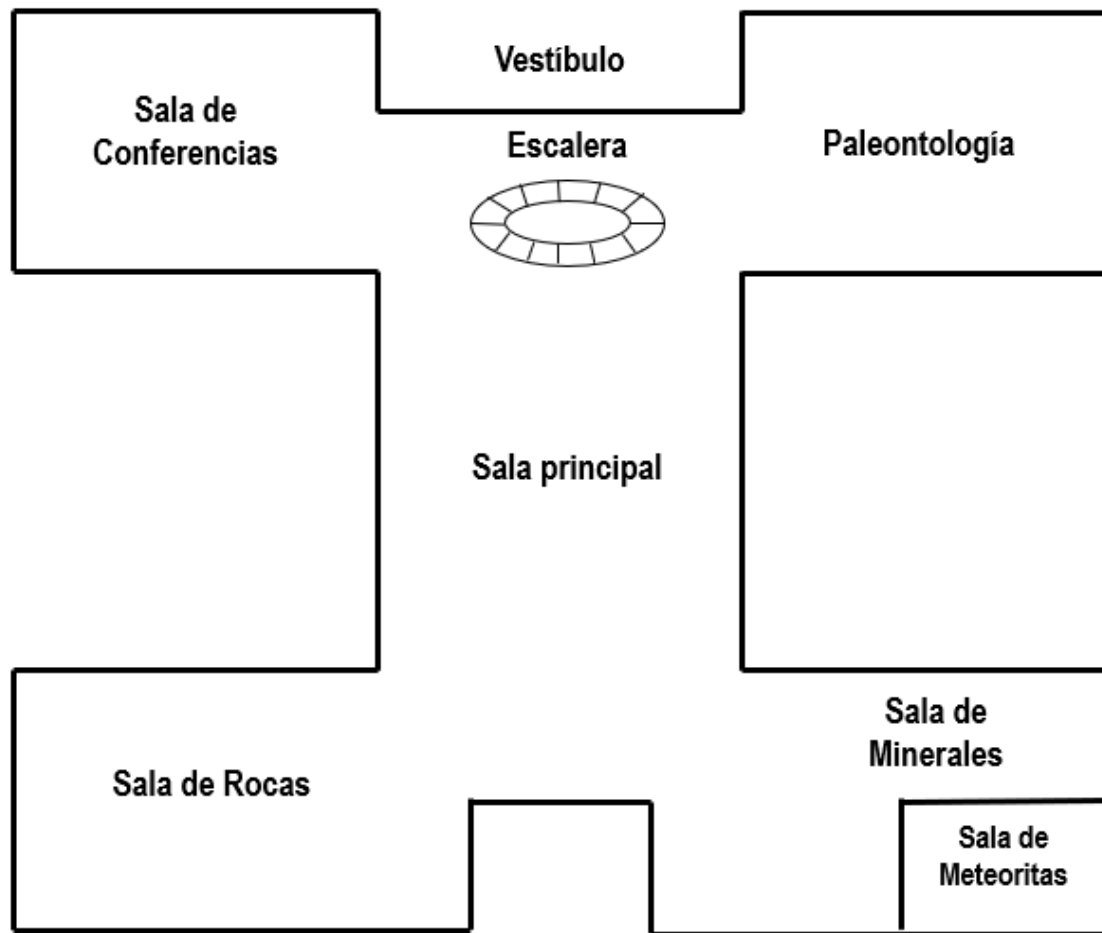 Vestíbulo
Sala de
Conferencias
Escalera
Paleontología
Sala principal
Sala de
Minerales
Sala de Rocas
Sala de
Meteoritas